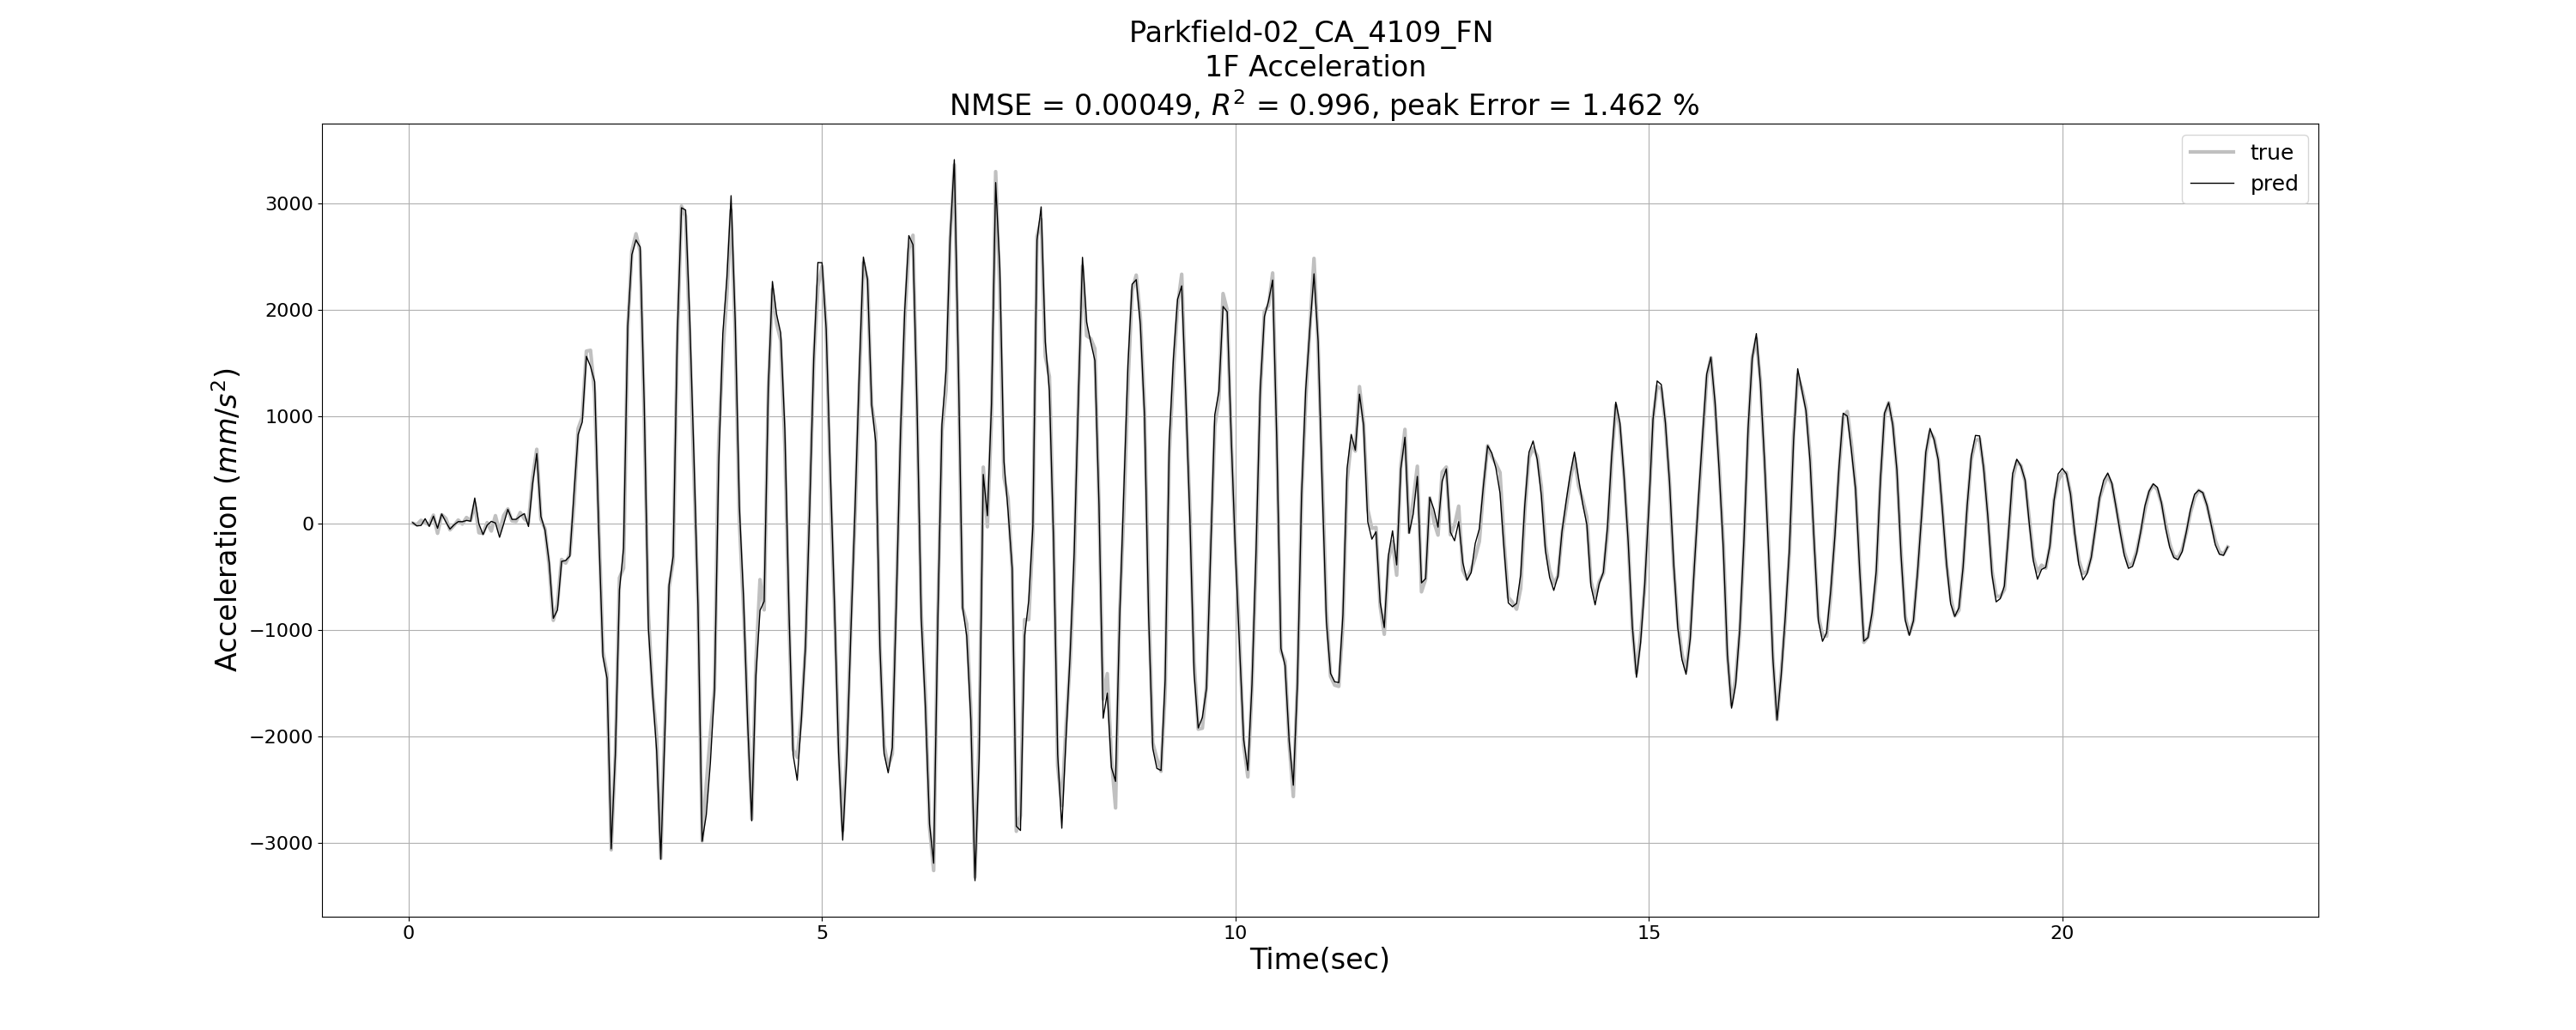 Parkfield-02_CA_4109_FN
1F Acceleration
NMSE = 0.00049, R² = 0.996, peak Error = 1.462 %
true
pred
3000
2000
1000
0
−1000
−2000
−3000
Acceleration (mm/s²)
0 5 10 15 20
Time(sec)